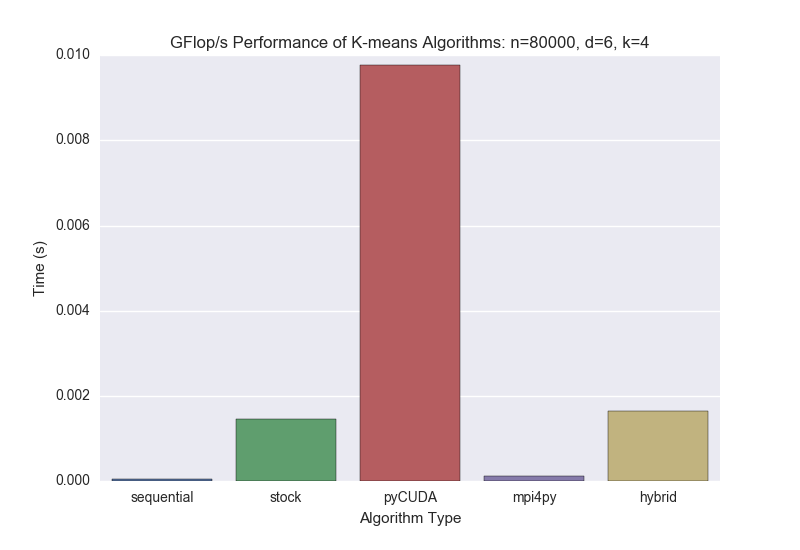 GFlop/s Performance of K-means Algorithms: n=80000, d=6, k=4
0.010
0.008
0.006
0.004
0.002
0.000
Time (s)
sequential stock pyCUDA mpi4py hybrid
Algorithm Type